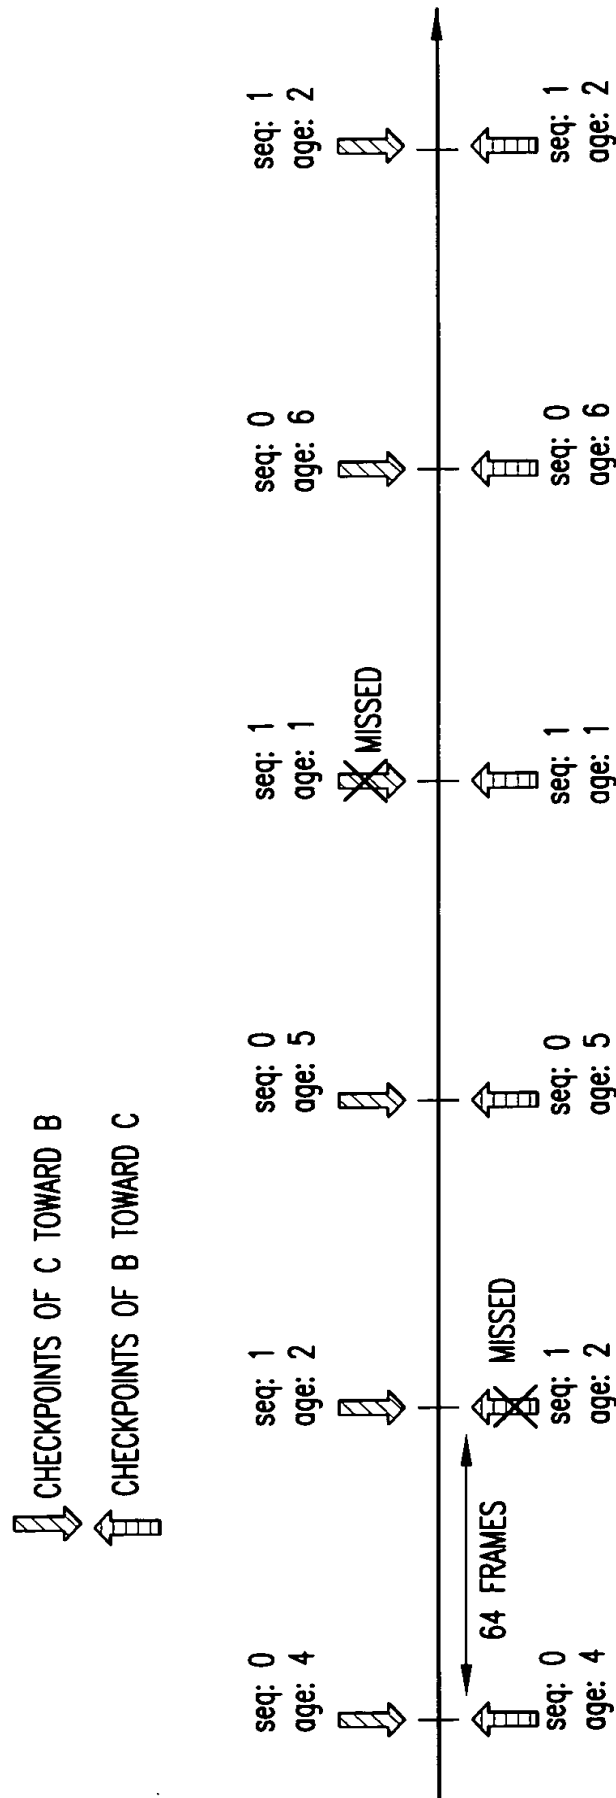 CHECKPOINTS OF C TOWARD B
CHECKPOINTS OF B TOWARD C
seq: 0
age: 4
seq: 1
age: 2
seq: 0
age: 5
seq: 1
age: 1
MISSED
seq: 0
age: 6
seq: 1
age: 2
64 FRAMES
MISSED
seq: 0
age: 4
seq: 1
age: 2
seq: 0
age: 5
seq: 1
age: 1
seq: 0
age: 6
seq: 1
age: 2